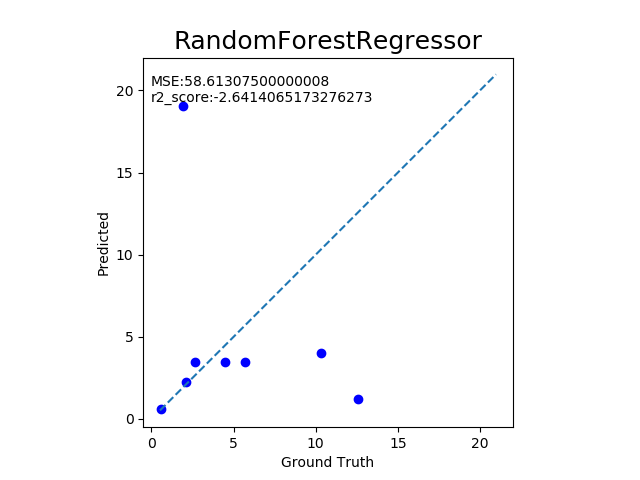 RandomForestRegressor
MSE:58.61307500000008
r2_score:-2.6414065173276273
20
15
10
5
0
Predicted
0 5 10 15 20
Ground Truth